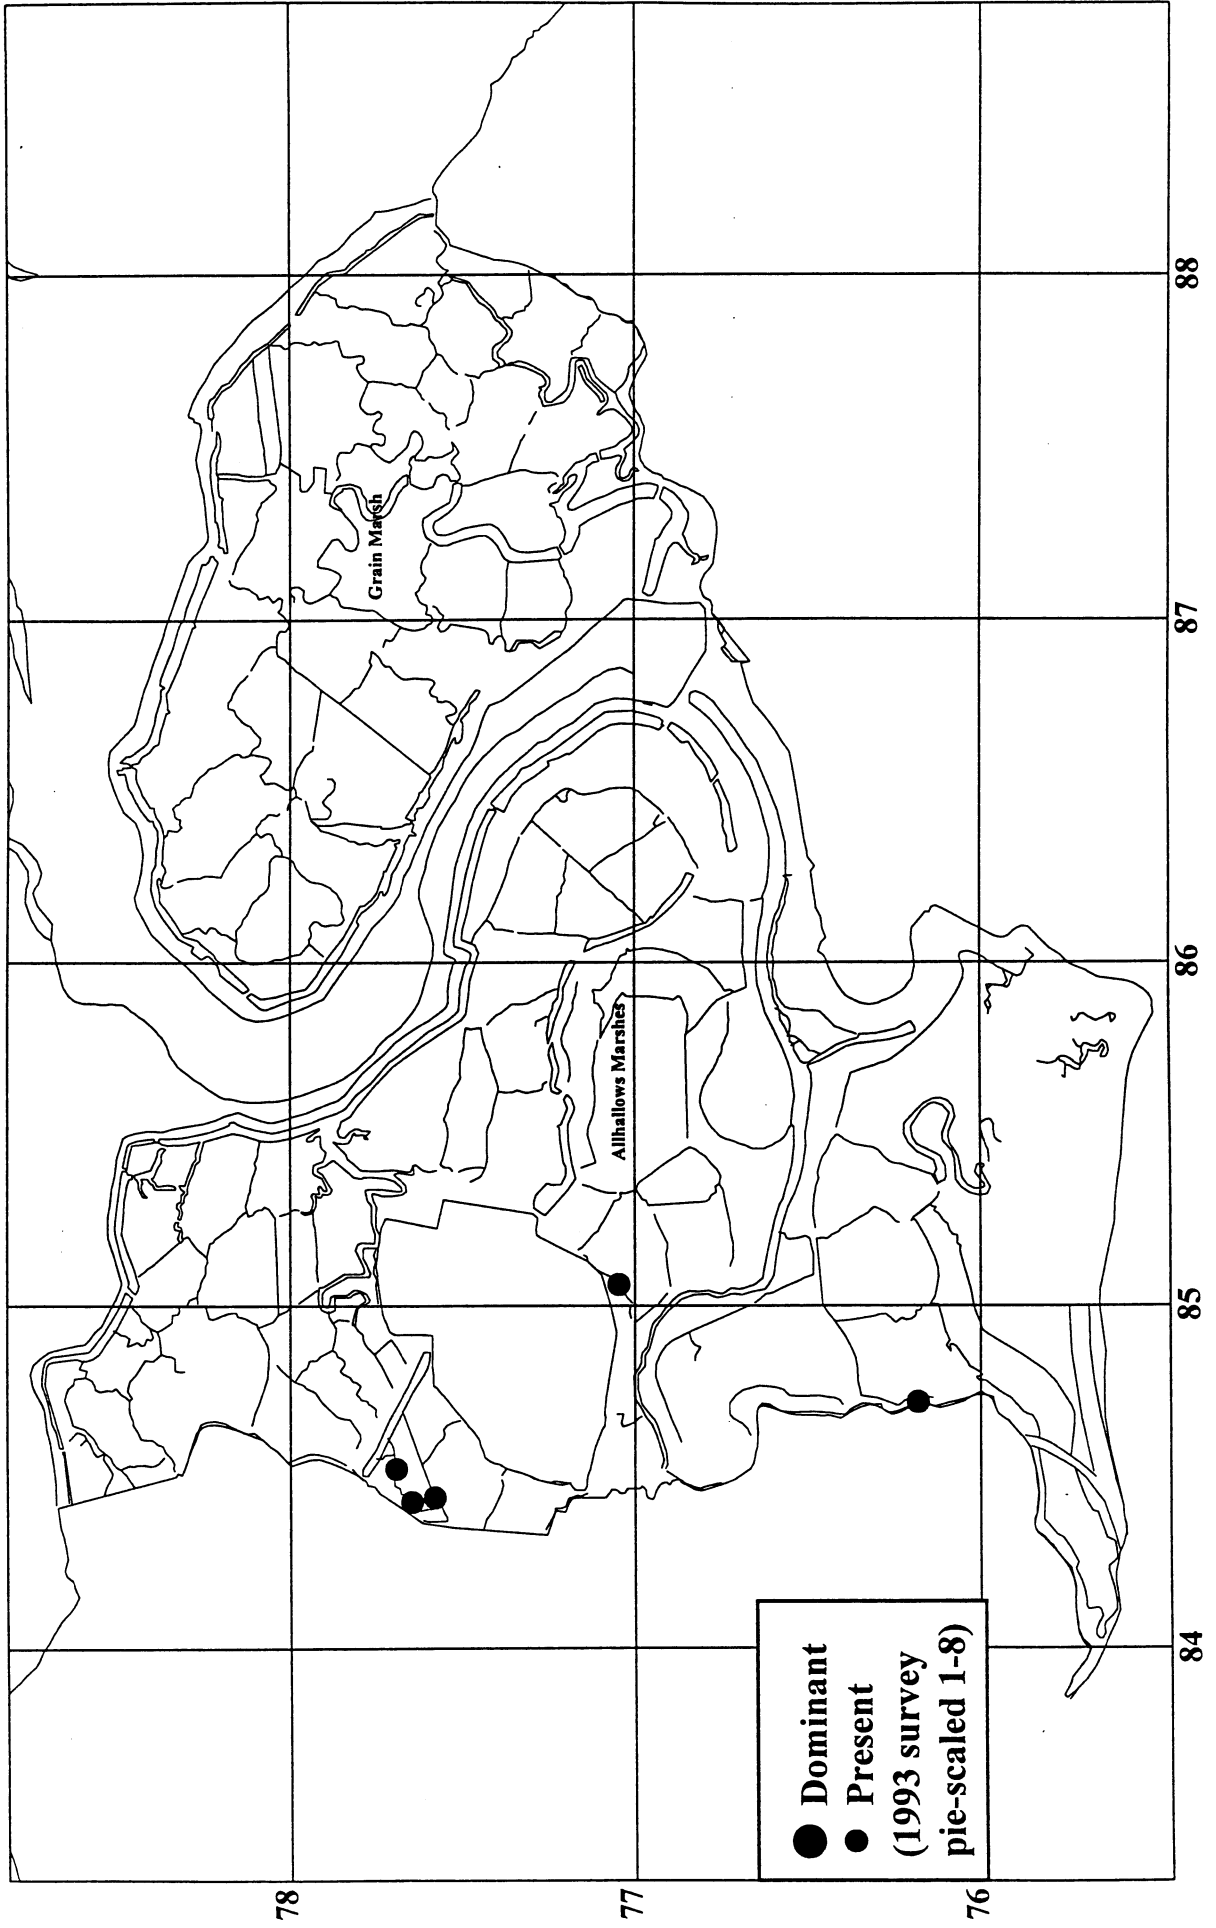 Grain Marsh
Allhallows Marshes
78
77
76
84
85
86
87
88
Dominant
Present
(1993 survey
pie-scaled 1-8)